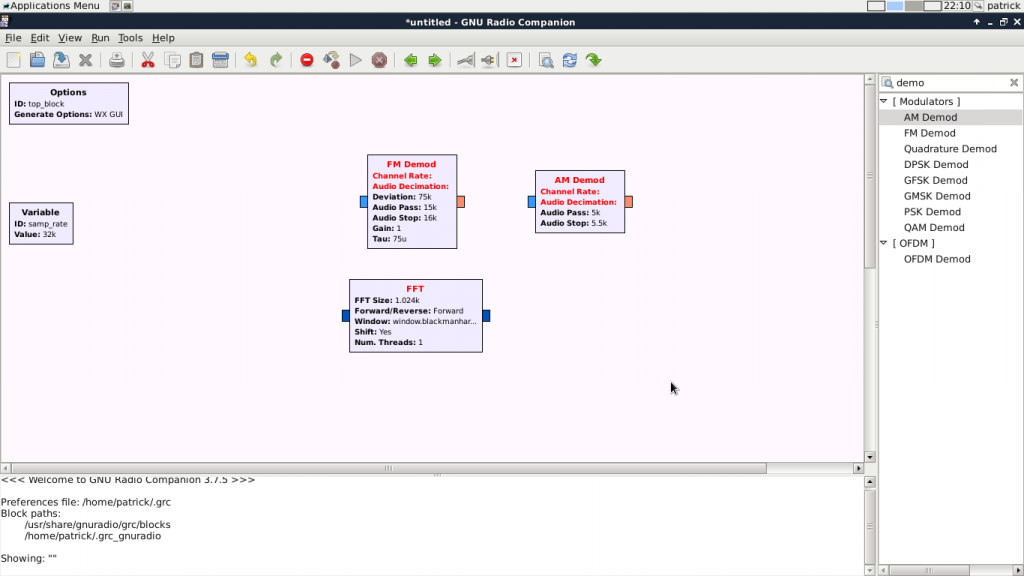 Applications Menu
22:10
patrick
*untitled - GNU Radio Companion
File Edit View Run Tools Help
Options
ID: top_block
Generate Options: WX GUI
Variable
ID: samp_rate
Value: 32k
FM Demod
Channel Rate:
Audio Decimation:
Deviation: 75k
Audio Pass: 15k
Audio Stop: 16k
Gain: 1
Tau: 75u
AM Demod
Channel Rate:
Audio Decimation:
Audio Pass: 5k
Audio Stop: 5.5k
FFT
FFT Size: 1.024k
Forward/Reverse: Forward
Window: window.blackmanhar...
Shift: Yes
Num. Threads: 1
demo
[ Modulators ]
AM Demod
FM Demod
Quadrature Demod
DPSK Demod
GFSK Demod
GMSK Demod
PSK Demod
QAM Demod
[ OFDM ]
OFDM Demod
<<< Welcome to GNU Radio Companion 3.7.5 >>>
Preferences file: /home/patrick/.grc
Block paths:
/usr/share/gnuradio/grc/blocks
/home/patrick/.grc_gnuradio
Showing: ""